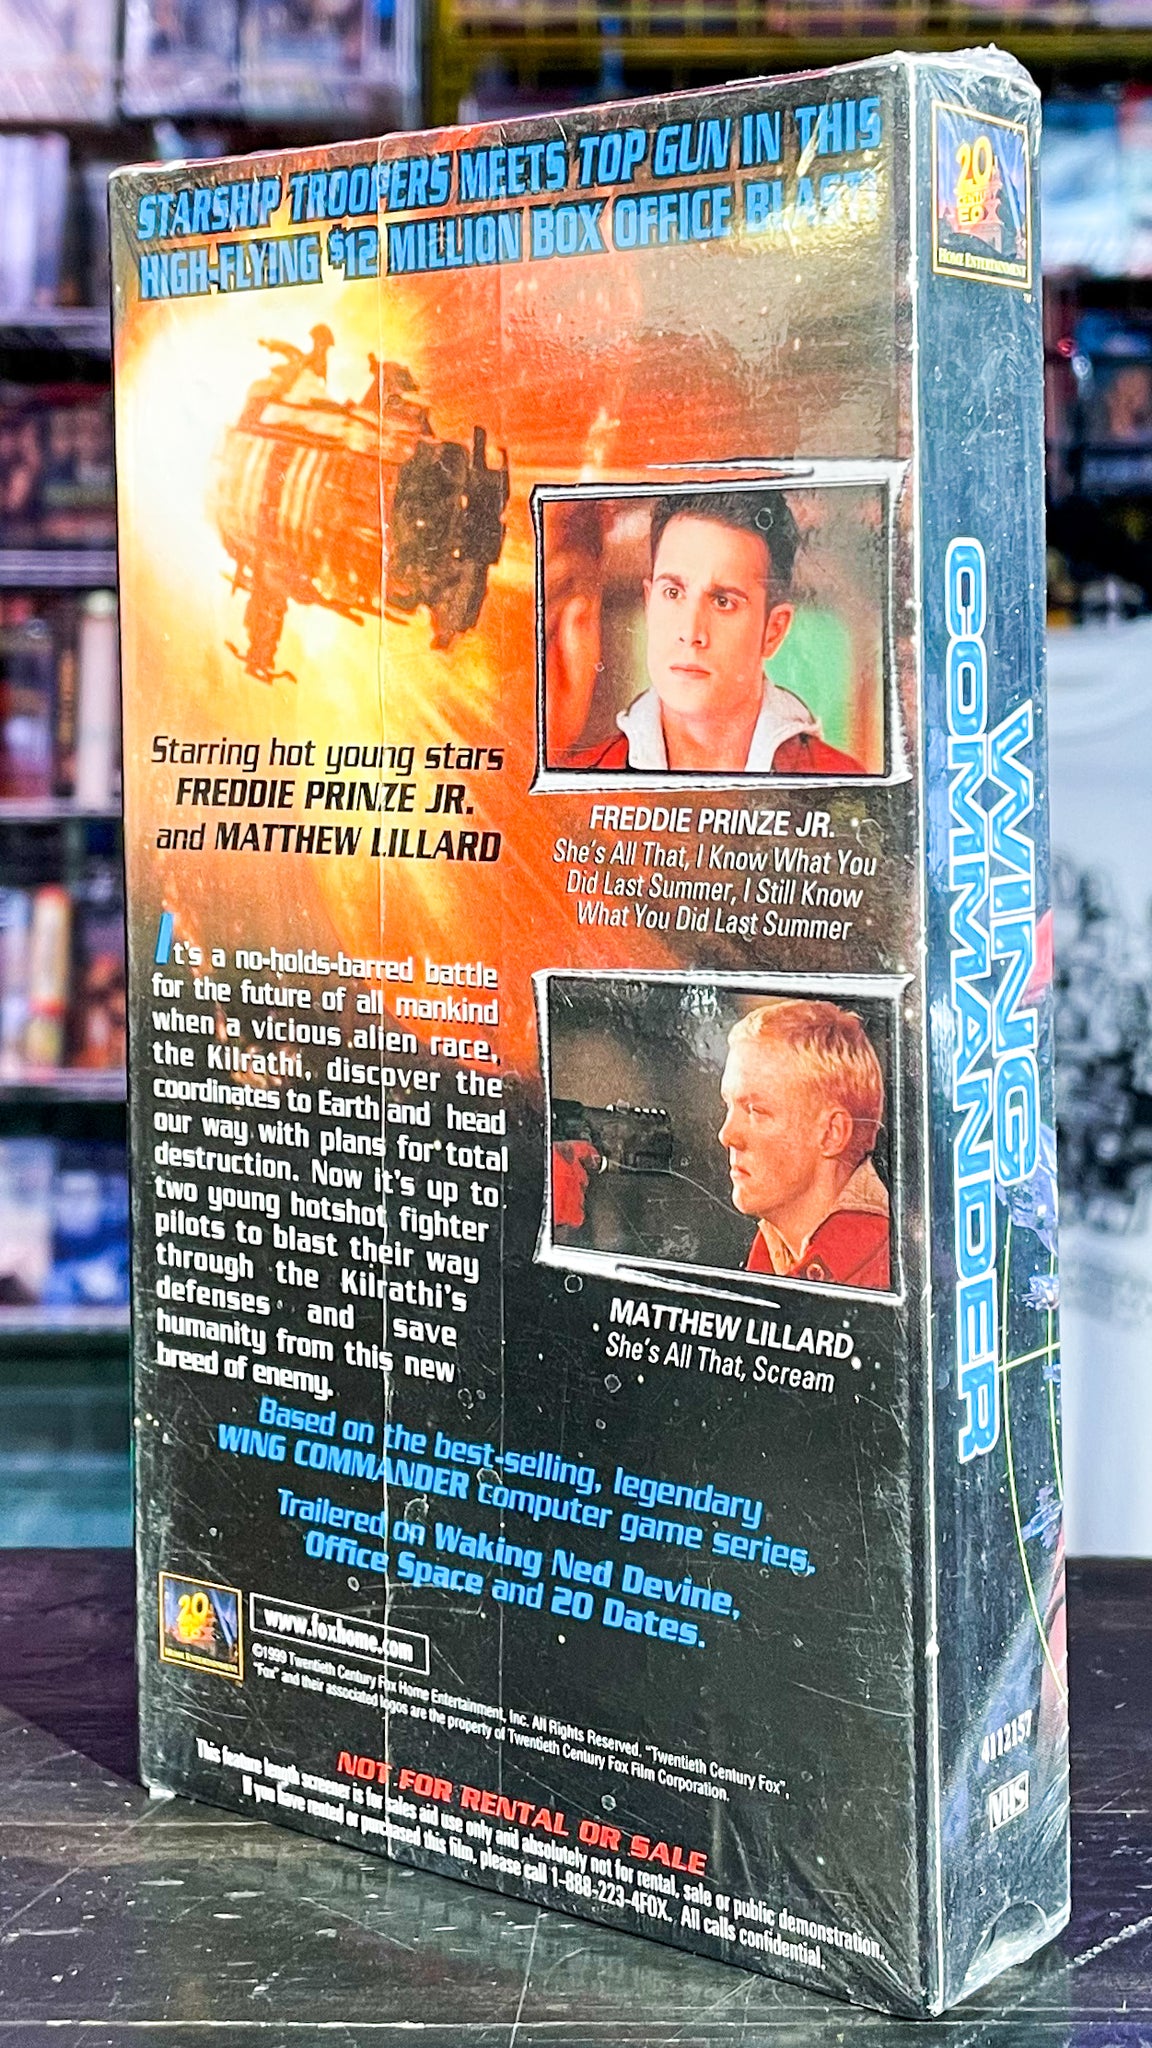 STARSHIP TROOPERS MEETS TOP GUN IN THIS
HIGH-FLYING $12 MILLION BOX OFFICE BLAST!
Starring hot young stars
FREDDIE PRINZE JR.
and MATTHEW LILLARD
FREDDIE PRINZE JR.
She's All That, I Know What You
Did Last Summer, I Still Know
What You Did Last Summer
It's a no-holds-barred battle
for the future of all mankind
when a vicious alien race,
the Kilrathi, discover the
coordinates to Earth and head
our way with plans for total
destruction. Now it's up to
two young hotshot fighter
pilots to blast their way
through the Kilrathi's
defenses and save
humanity from this new
breed of enemy.
MATTHEW LILLARD
She's All That, Scream
Based on the best-selling, legendary
WING COMMANDER computer game series.
Trailered on Waking Ned Devine,
Office Space and 20 Dates.
www.foxhome.com
©1999 Twentieth Century Fox Home Entertainment, Inc. All Rights Reserved. "Twentieth Century Fox",
"Fox" and their associated logos are the property of Twentieth Century Fox Film Corporation.
NOT FOR RENTAL OR SALE
This feature length screener is for sales aid use only and absolutely not for rental, sale or public demonstration.
If you have rented or purchased this film, please call 1-888-223-4FOX. All calls confidential.
20
HOME ENTERTAINMENT
20th
CENTURY
FOX
HOME ENTERTAINMENT
WING
COMMANDER
4112157
VHS